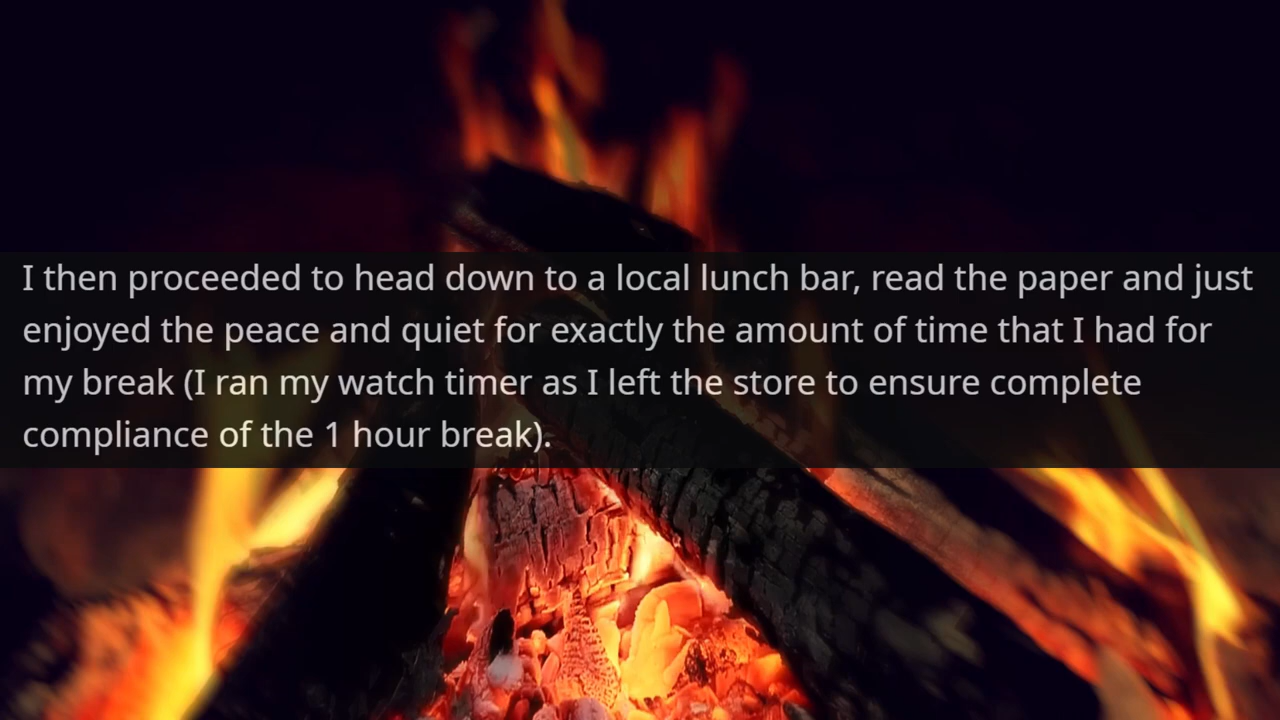 I then proceeded to head down to a local lunch bar, read the paper and just
enjoyed the peace and quiet for exactly the amount of time that I had for
my break (I ran my watch timer as I left the store to ensure complete
compliance of the 1 hour break).